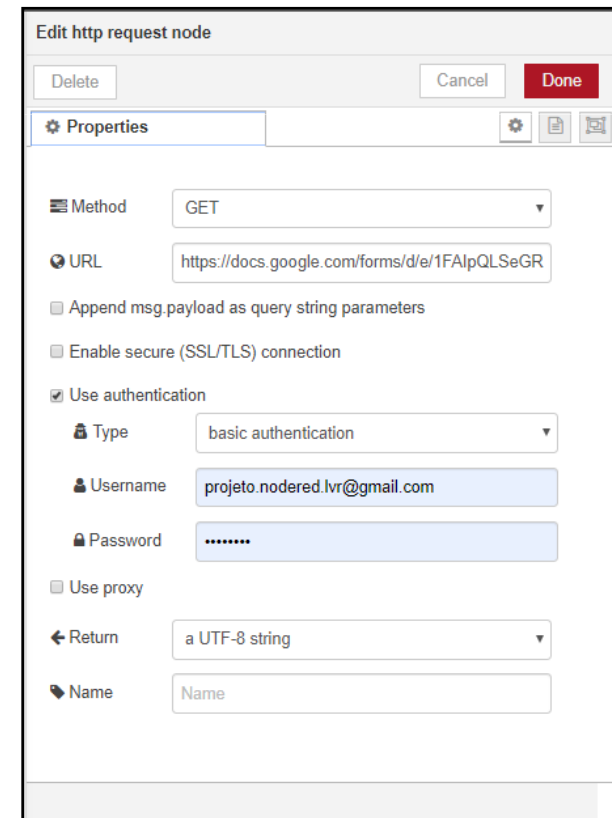 Edit http request node
Delete Cancel Done
Properties
Method GET
URL https://docs.google.com/forms/d/e/1FAIpQLSeGR
Append msg.payload as query string parameters
Enable secure (SSL/TLS) connection
Use authentication
Type basic authentication
Username projeto.nodered.lvr@gmail.com
Password ••••••••
Use proxy
Return a UTF-8 string
Name Name